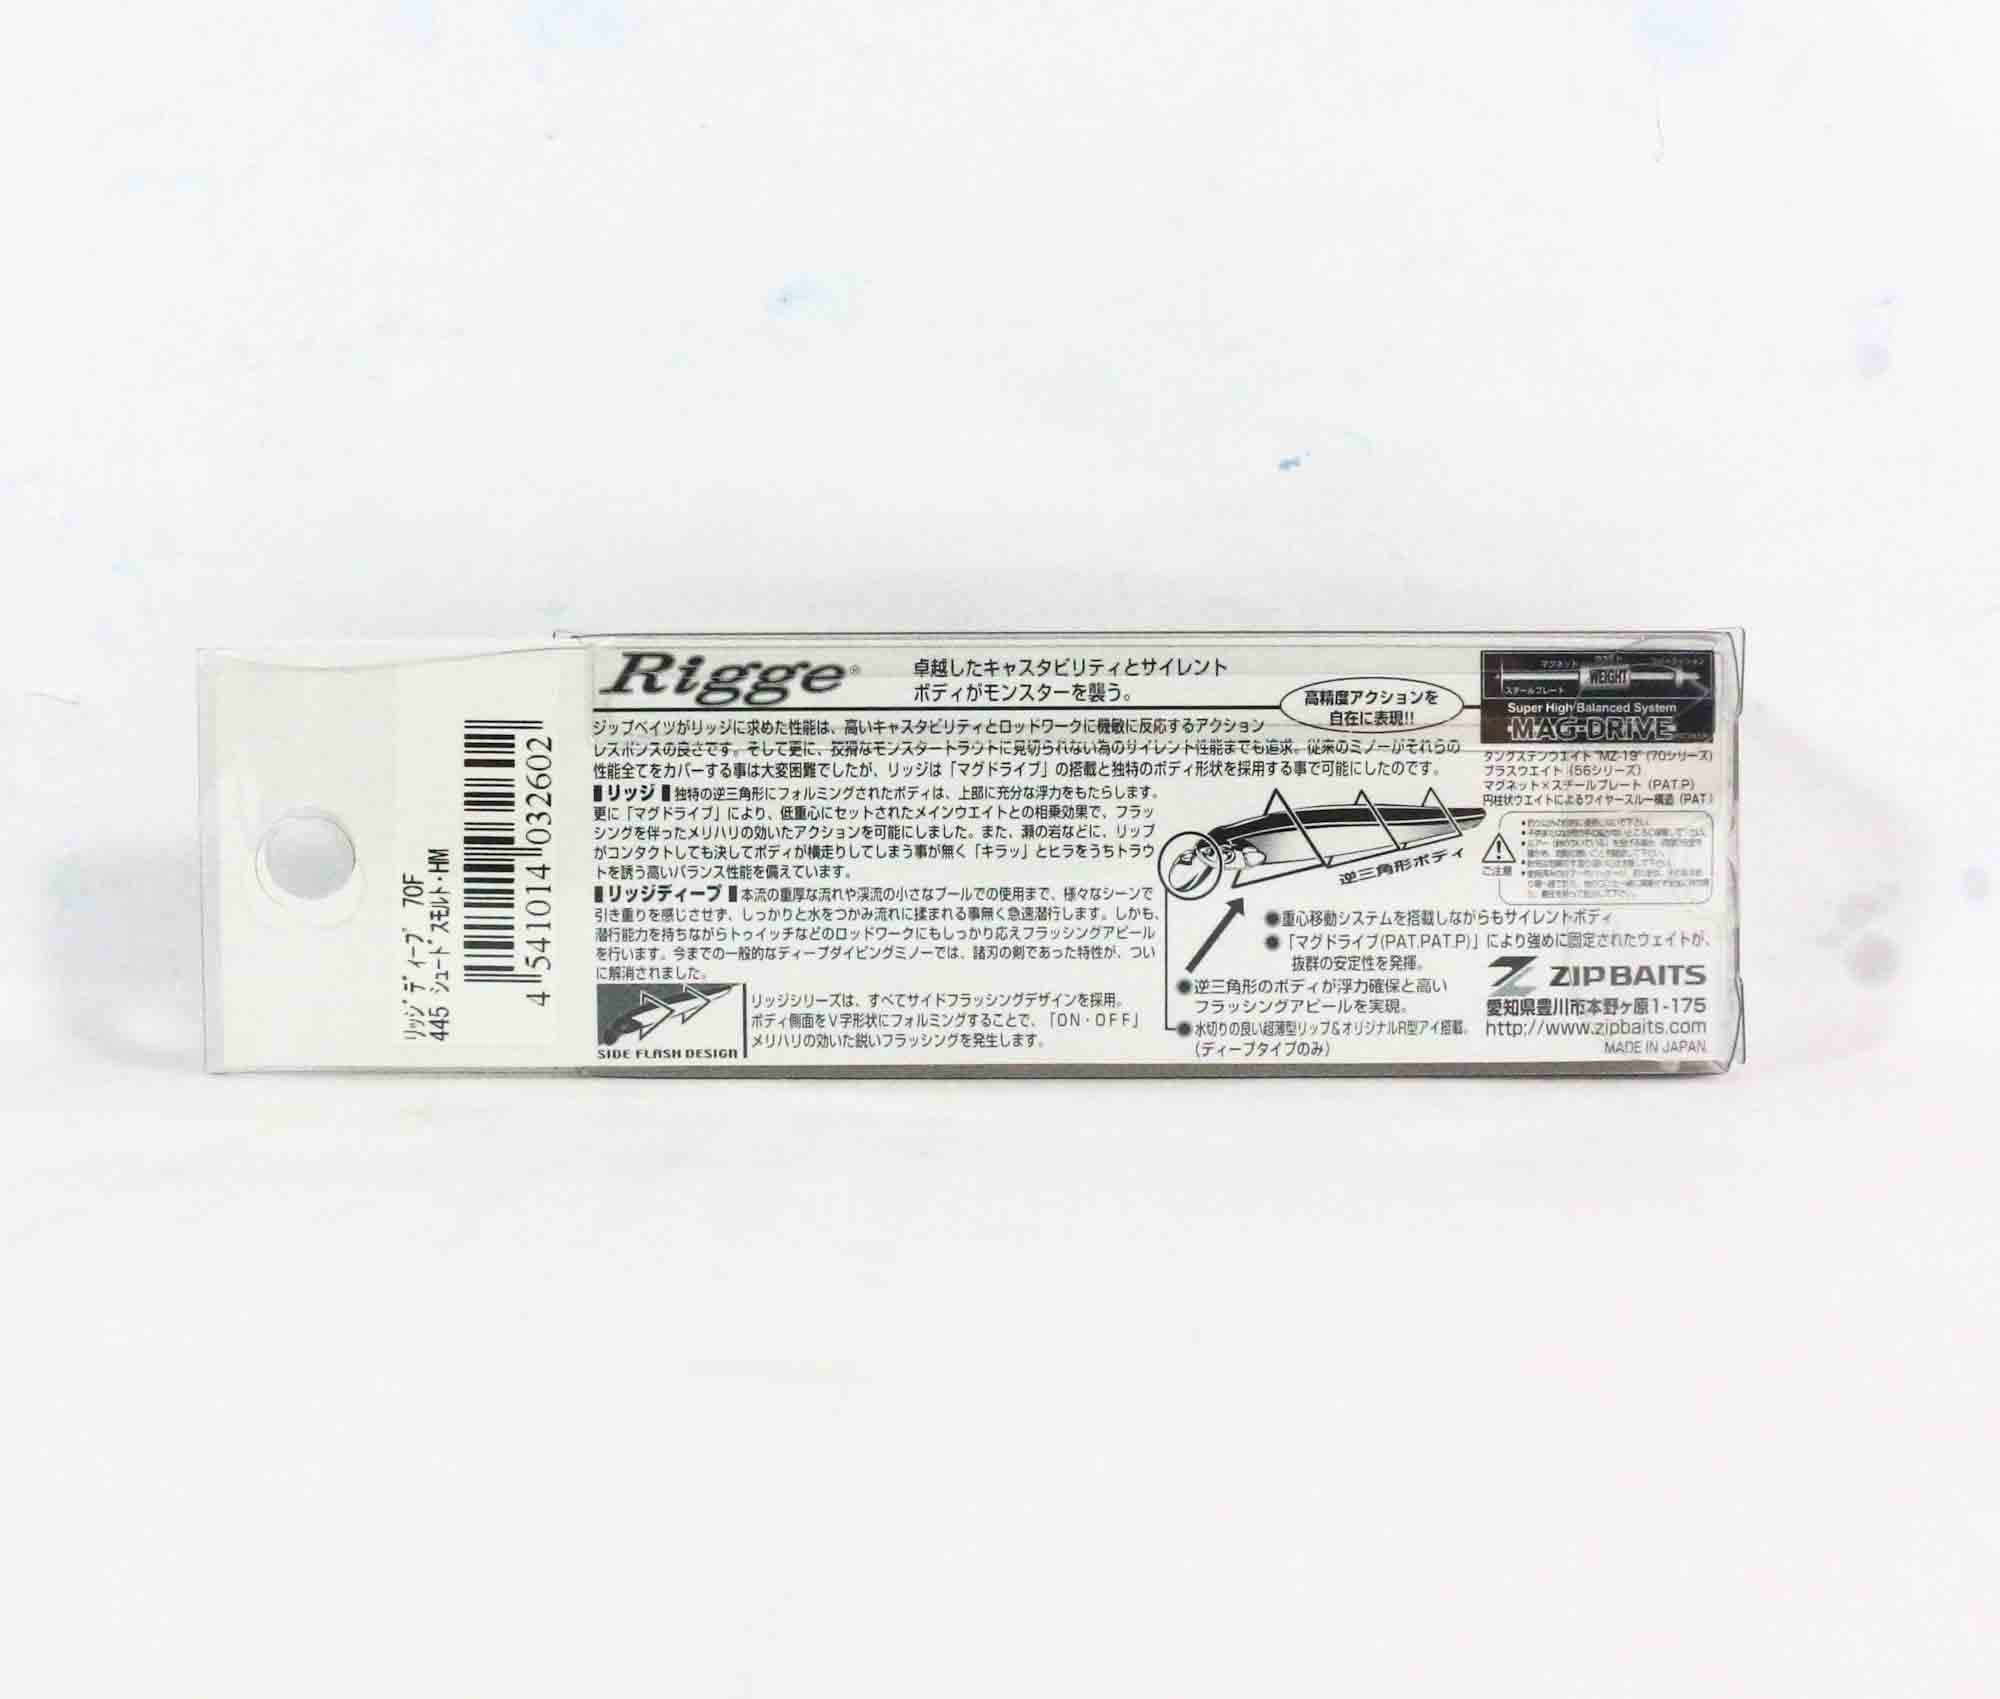 リッジディープ 70F
445 シュードスモルト・HM
4 541014 032602
Rigge®
卓越したキャスタビリティとサイレント
ボディがモンスターを襲う。
高精度アクションを
自在に表現!!
ジップベイツがリッジに求めた性能は、高いキャスタビリティとロッドワークに機敏に反応するアクション
レスポンスの良さです。そして更に、狡猾なモンスタートラウトに見切られない為のサイレント性能までも追求。従来のミノーがそれらの
性能全てをカバーする事は大変困難でしたが、リッジは「マグドライブ」の搭載と独特のボディ形状を採用する事で可能にしたのです。
リッジ 独特の逆三角形にフォルミングされたボディは、上部に充分な浮力をもたらします。
更に「マグドライブ」により、低重心にセットされたメインウエイトとの相乗効果で、フラッ
シングを伴ったメリハリの効いたアクションを可能にしました。また、瀬の岩などに、リップ
がコンタクトしても決してボディが横走りしてしまう事が無く「キラッ」とヒラをうちトラウ
トを誘う高いバランス性能を備えています。
リッジディープ 本流の重厚な流れや渓流の小さなプールでの使用まで、様々なシーンで
引き重りを感じさせず、しっかりと水をつかみ流れに揉まれる事無く急速潜行します。しかも、
潜行能力を持ちながらトゥイッチなどのロッドワークにもしっかり応えフラッシングアピール
を行います。今までの一般的なディープダイビングミノーでは、諸刃の剣であった特性が、つい
に解消されました。
SIDE FLASH DESIGN
リッジシリーズは、すべてサイドフラッシングデザインを採用。
ボディ側面をV字形状にフォルミングすることで、「ON・OFF」
メリハリの効いた鋭いフラッシングを発生します。
逆三角形ボディ
●重心移動システムを搭載しながらもサイレントボディ
●「マグドライブ(PAT.PAT.P)」により強めに固定されたウェイトが、
抜群の安定性を発揮。
●逆三角形のボディが浮力確保と高い
フラッシングアピールを実現。
●水切りの良い超薄型リップ&オリジナルR型アイ搭載。
(ディープタイプのみ)
マグネット
WEIGHT
スチールプレート
Super High Balanced System
MAG-DRIVE
タングステンウエイト "MZ-19" (70シリーズ)
ブラスウエイト (56シリーズ)
マグネット×スチールプレート (PAT.P)
円柱状ウエイトによるワイヤースルー構造 (PAT.)
ご注意
ZIPBAITS
愛知県豊川市本野ヶ原1-175
http://www.zipbaits.com
MADE IN JAPAN